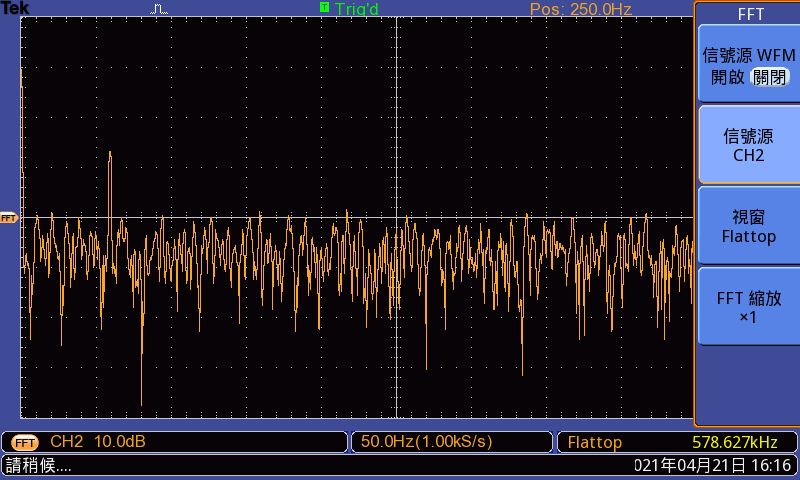 Tek
Trig'd
Pos: 250.0Hz
FFT
信號源 WFM
開啟 關閉
信號源
CH2
視窗
Flattop
FFT 縮放
×1
FFT
FFT CH2 10.0dB
50.0Hz(1.00kS/s)
Flattop 578.627kHz
請稍候....
021年04月21日 16:16